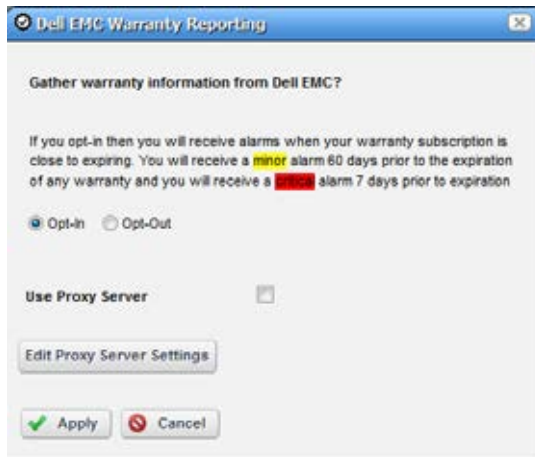 Dell EMC Warranty Reporting
Gather warranty information from Dell EMC?
If you opt-in then you will receive alarms when your warranty subscription is
close to expiring. You will receive a minor alarm 60 days prior to the expiration
of any warranty and you will receive a critical alarm 7 days prior to expiration
Opt-In Opt-Out
Use Proxy Server
Edit Proxy Server Settings
Apply Cancel